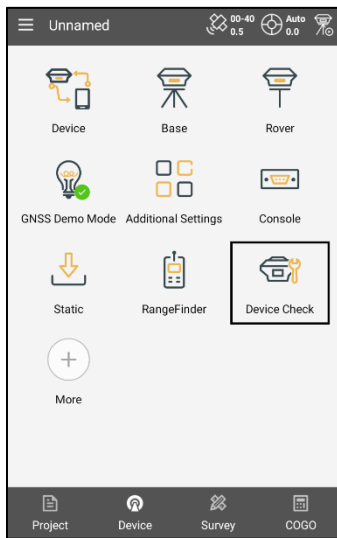 Unnamed
00-40
0.5
Auto
0.0
Device
Base
Rover
GNSS Demo Mode
Additional Settings
Console
Static
RangeFinder
Device Check
More
Project
Device
Survey
COGO